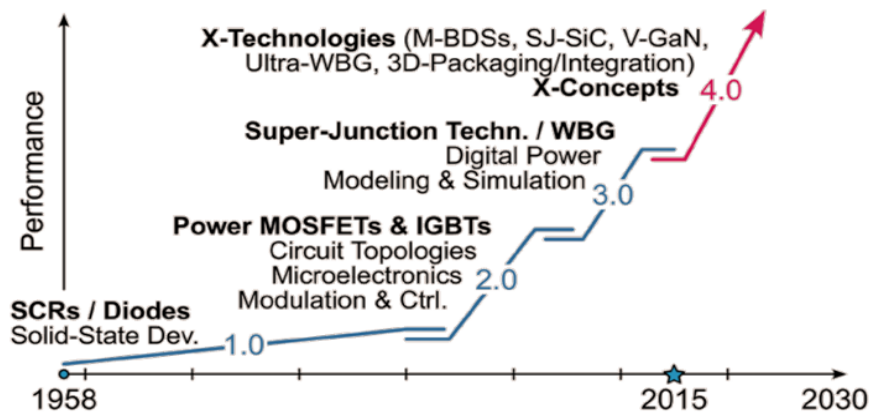 X-Technologies (M-BDSs, SJ-SiC, V-GaN,
Ultra-WBG, 3D-Packaging/Integration)
X-Concepts
4.0
Super-Junction Techn. / WBG
Digital Power
Modeling & Simulation
3.0
Performance
Power MOSFETs & IGBTs
Circuit Topologies
Microelectronics
Modulation & Ctrl.
2.0
SCRs / Diodes
Solid-State Dev.
1.0
1958
2015
2030